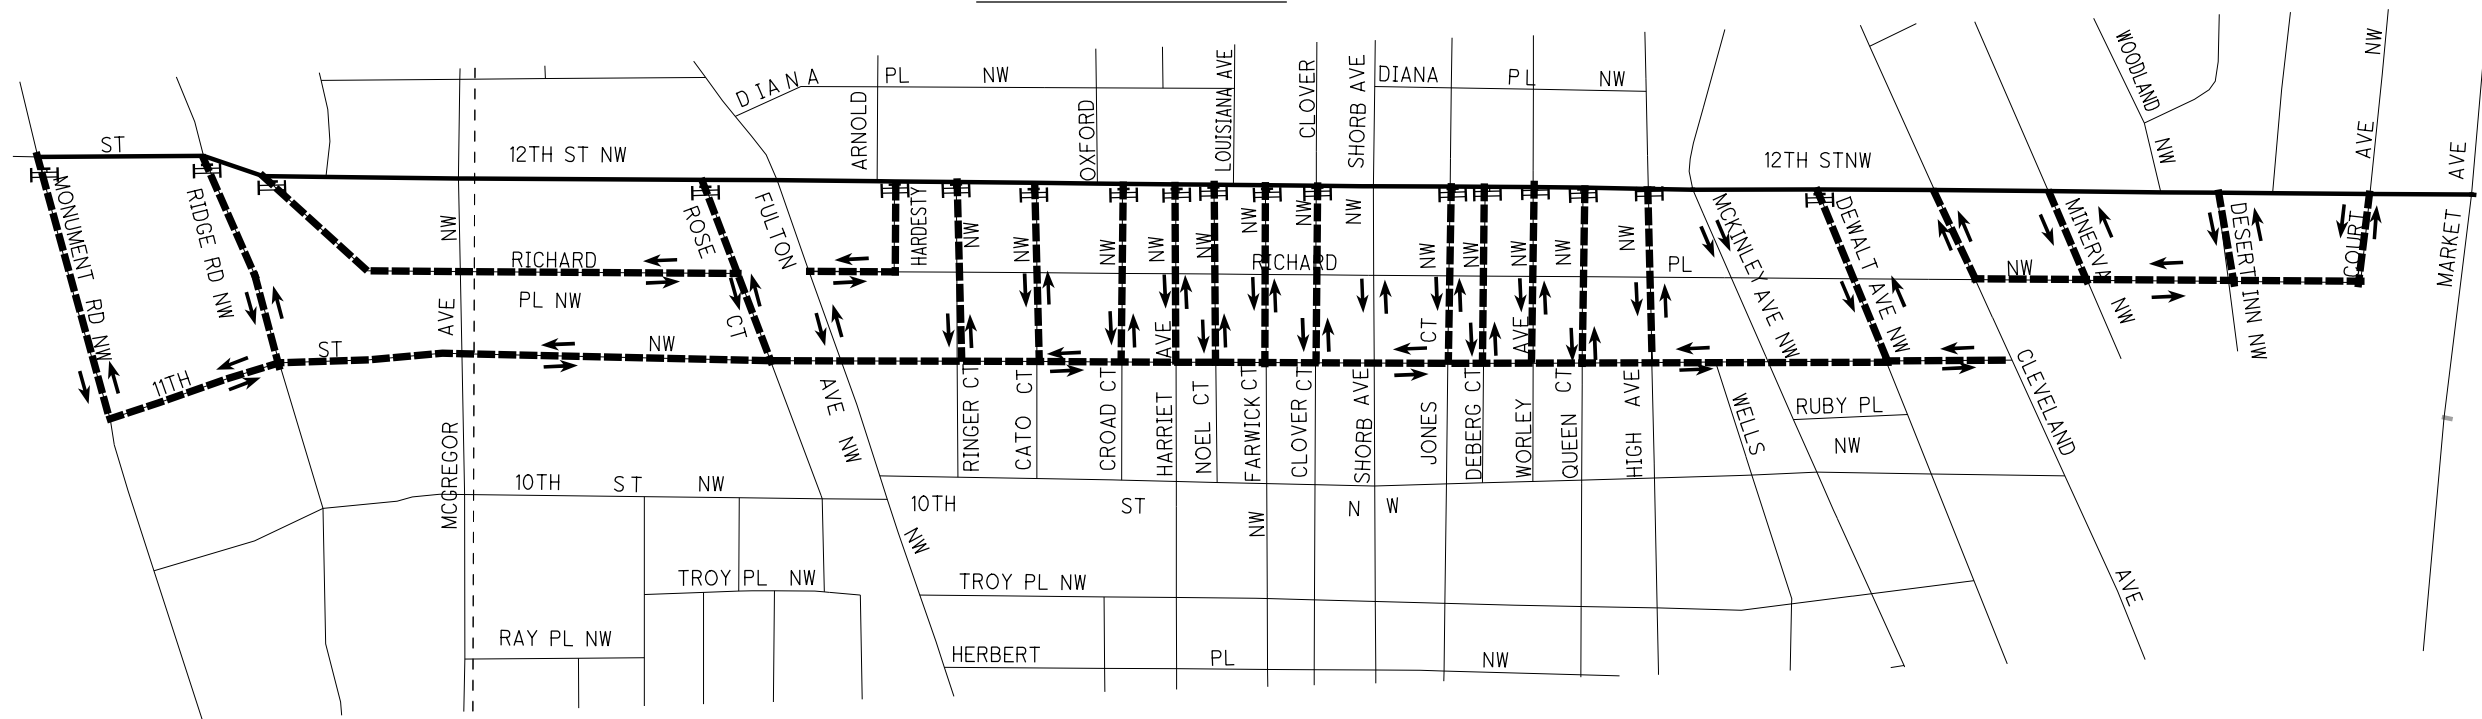 ST
12TH ST NW
12TH STNW
DIANA
PL
NW
DIANA
PL
NW
ARNOLD
OXFORD
LOUISIANA AVE
CLOVER
SHORB AVE
WOODLAND
NW
AVE NW
AVE
MONUMENT RD NW
RIDGE RD NW
NW
AVE
MCGREGOR
ROSE
CT
FULTON
AVE NW
NW
HARDESTY
RICHARD
PL NW
RICHARD
PL
NW
NW
NW
NW
NW
NW
NW
NW
NW
NW
NW
NW
NW
NW
MCKINLEY AVE NW
DEWALT AVE NW
MINERVA
NW
DESERT INN NW
COURT
MARKET
11TH
ST
NW
RINGER CT
CATO CT
CROAD CT
HARRIET
AVE
NOEL CT
FARWICK CT
CLOVER CT
SHORB AVE
JONES
CT
DEBERG CT
WORLEY
AVE
QUEEN CT
HIGH AVE
WELLS
CLEVELAND
AVE
RUBY PL
NW
10TH
ST
NW
10TH
ST
N W
NW
TROY PL NW
TROY PL NW
RAY PL NW
HERBERT
PL
NW